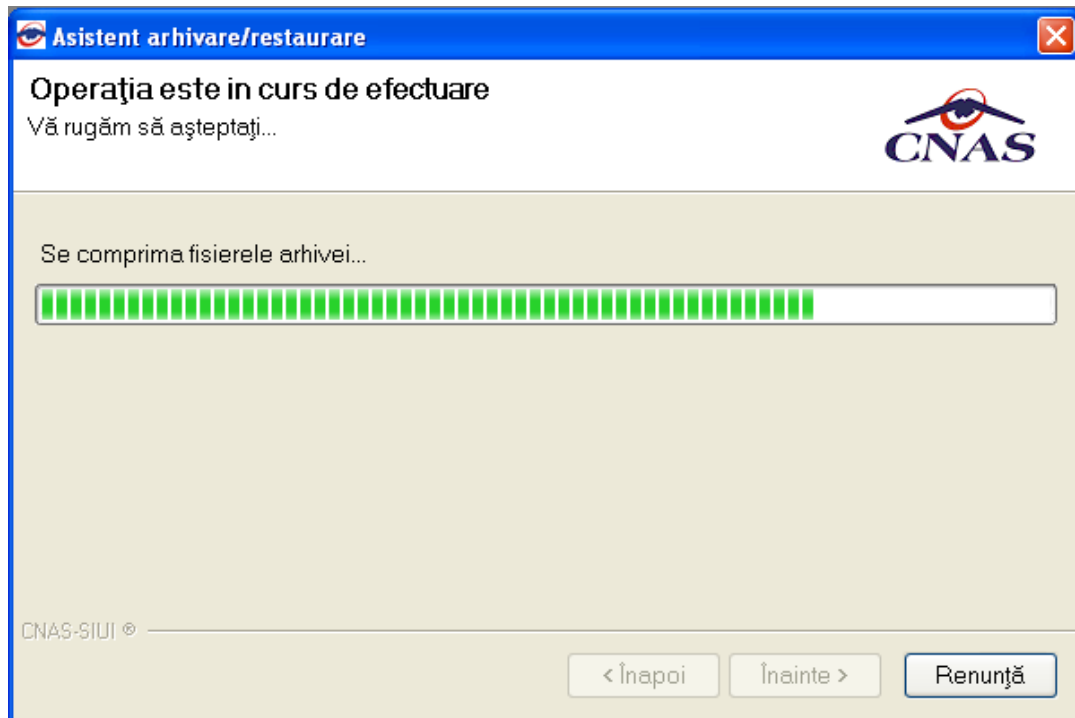 Asistent arhivare/restaurare
Operaţia este in curs de efectuare
Vă rugăm să aşteptaţi...
CNAS
Se comprima fisierele arhivei...
CNAS-SIUI ®
< Înapoi
Înainte >
Renunţă